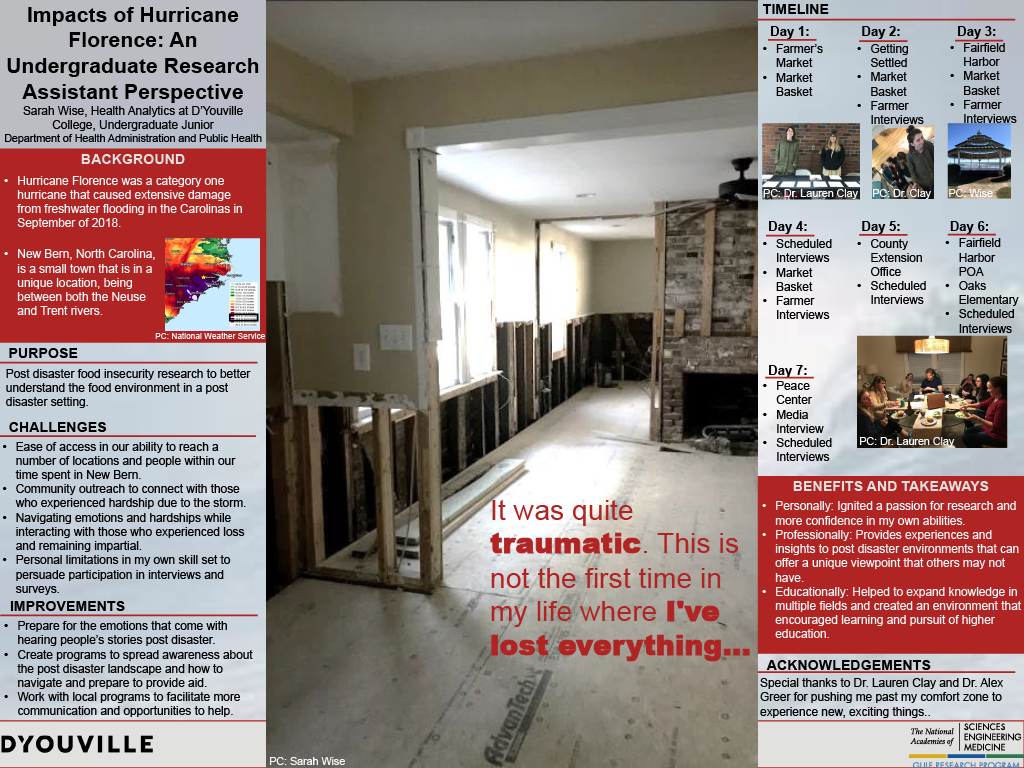 Impacts of Hurricane
Florence: An
Undergraduate Research
Assistant Perspective
Sarah Wise, Health Analytics at D'Youville
College, Undergraduate Junior
Department of Health Administration and Public Health
BACKGROUND
• Hurricane Florence was a category one
hurricane that caused extensive damage
from freshwater flooding in the Carolinas in
September of 2018.
• New Bern, North Carolina,
is a small town that is in a
unique location, being
between both the Neuse
and Trent rivers.
PC: National Weather Service
PURPOSE
Post disaster food insecurity research to better
understand the food environment in a post
disaster setting.
CHALLENGES
• Ease of access in our ability to reach a
number of locations and people within our
time spent in New Bern.
• Community outreach to connect with those
who experienced hardship due to the storm.
• Navigating emotions and hardships while
interacting with those who experienced loss
and remaining impartial.
• Personal limitations in my own skill set to
persuade participation in interviews and
surveys.
IMPROVEMENTS
• Prepare for the emotions that come with
hearing people's stories post disaster.
• Create programs to spread awareness about
the post disaster landscape and how to
navigate and prepare to provide aid.
• Work with local programs to facilitate more
communication and opportunities to help.
D'YOUVILLE
It was quite
traumatic. This is
not the first time in
my life where I've
lost everything...
AdvanTech
PC: Sarah Wise
TIMELINE
Day 1:
• Farmer's
Market
• Market
Basket
Day 2:
• Getting
Settled
• Market
Basket
• Farmer
Interviews
Day 3:
• Fairfield
Harbor
• Market
Basket
• Farmer
Interviews
PC: Dr. Lauren Clay
PC: Dr. Clay
PC: Wise
Day 4:
• Scheduled
Interviews
• Market
Basket
• Farmer
Interviews
Day 5:
• County
Extension
Office
• Scheduled
Interviews
Day 6:
• Fairfield
Harbor
POA
• Oaks
Elementary
• Scheduled
Interviews
Day 7:
• Peace
Center
• Media
Interview
• Scheduled
Interviews
PC: Dr. Lauren Clay
BENEFITS AND TAKEAWAYS
• Personally: Ignited a passion for research and
more confidence in my own abilities.
• Professionally: Provides experiences and
insights to post disaster environments that can
offer a unique viewpoint that others may not
have.
• Educationally: Helped to expand knowledge in
multiple fields and created an environment that
encouraged learning and pursuit of higher
education.
ACKNOWLEDGEMENTS
Special thanks to Dr. Lauren Clay and Dr. Alex
Greer for pushing me past my comfort zone to
experience new, exciting things..
The National
Academies of
SCIENCES
ENGINEERING
MEDICINE
GULF RESEARCH PROGRAM